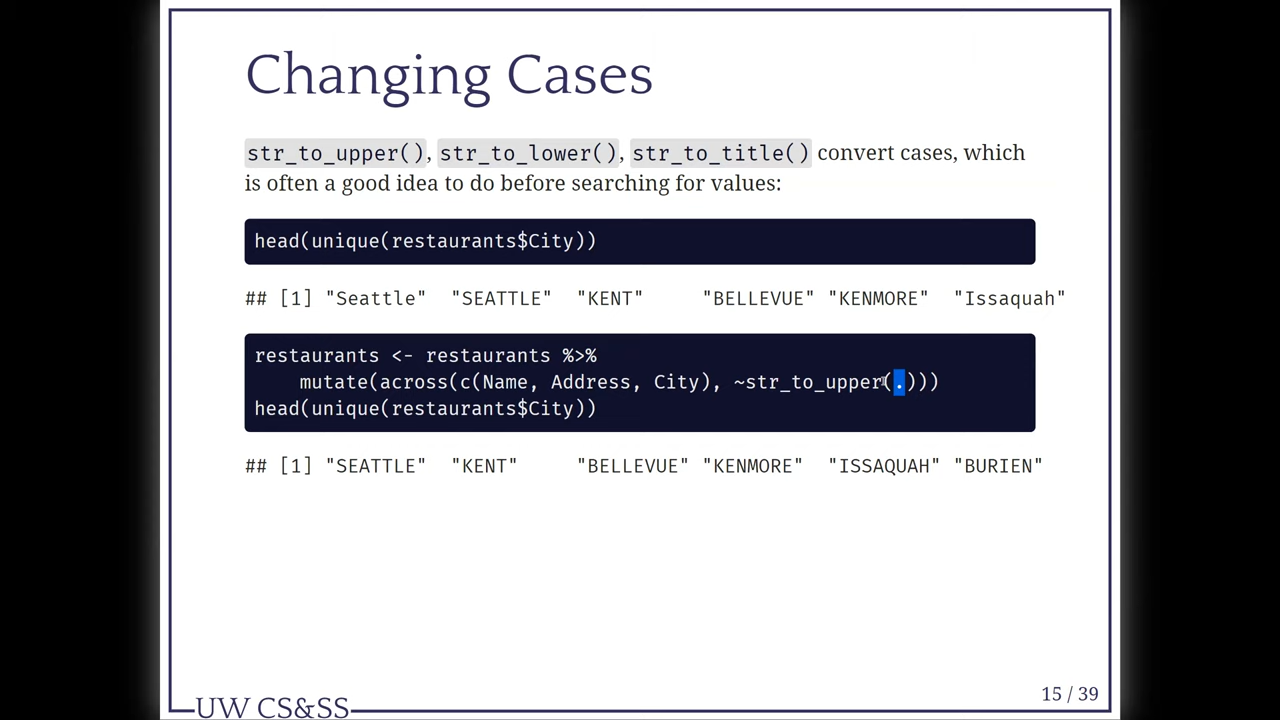 Changing Cases
str_to_upper(), str_to_lower(), str_to_title() convert cases, which
is often a good idea to do before searching for values:
head(unique(restaurants$City))
## [1] "Seattle"  "SEATTLE"  "KENT"     "BELLEVUE" "KENMORE"  "Issaquah"
restaurants <- restaurants %>%
    mutate(across(c(Name, Address, City), ~str_to_upper(.)))
head(unique(restaurants$City))
## [1] "SEATTLE"  "KENT"     "BELLEVUE" "KENMORE"  "ISSAQUAH" "BURIEN"
15 / 39
UW CS&SS